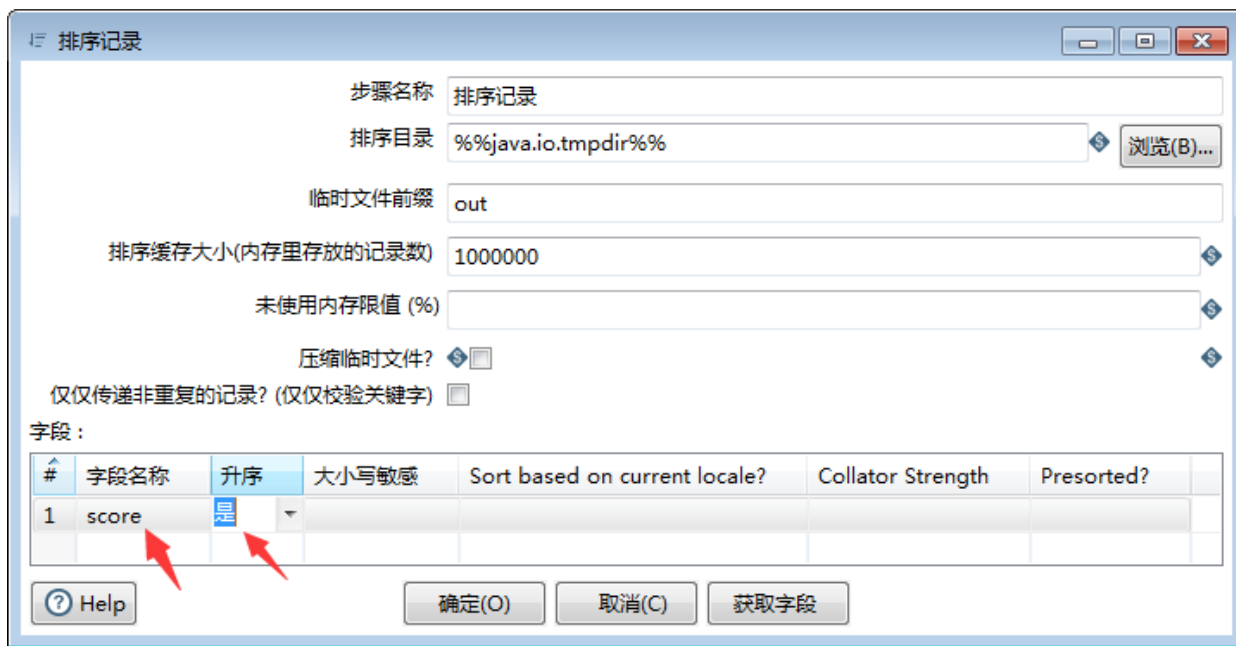 排序记录
步骤名称 排序记录
排序目录 %%java.io.tmpdir%% 浏览(B)...
临时文件前缀 out
排序缓存大小(内存里存放的记录数) 1000000
未使用内存限值 (%)
压缩临时文件?
仅仅传递非重复的记录? (仅仅校验关键字)
字段 :
# 字段名称 升序 大小写敏感 Sort based on current locale? Collator Strength Presorted?
1 score 是
Help 确定(O) 取消(C) 获取字段